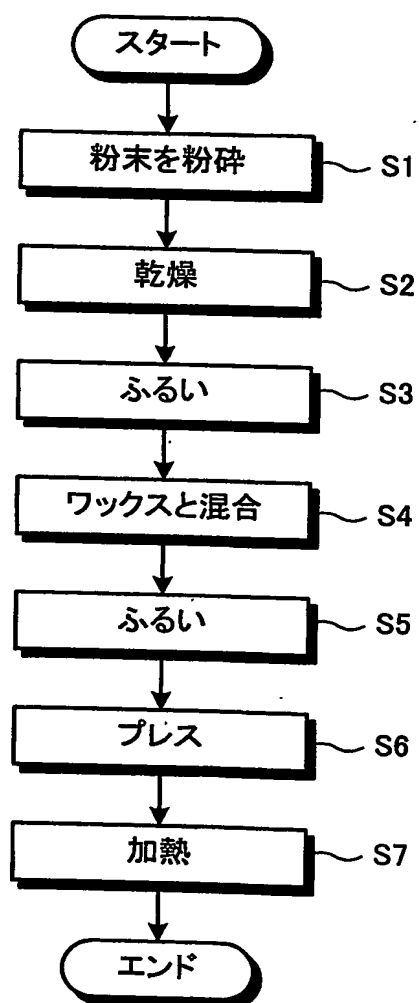 スタート
粉末を粉砕 S1
乾燥 S2
ふるい S3
ワックスと混合 S4
ふるい S5
プレス S6
加熱 S7
エンド